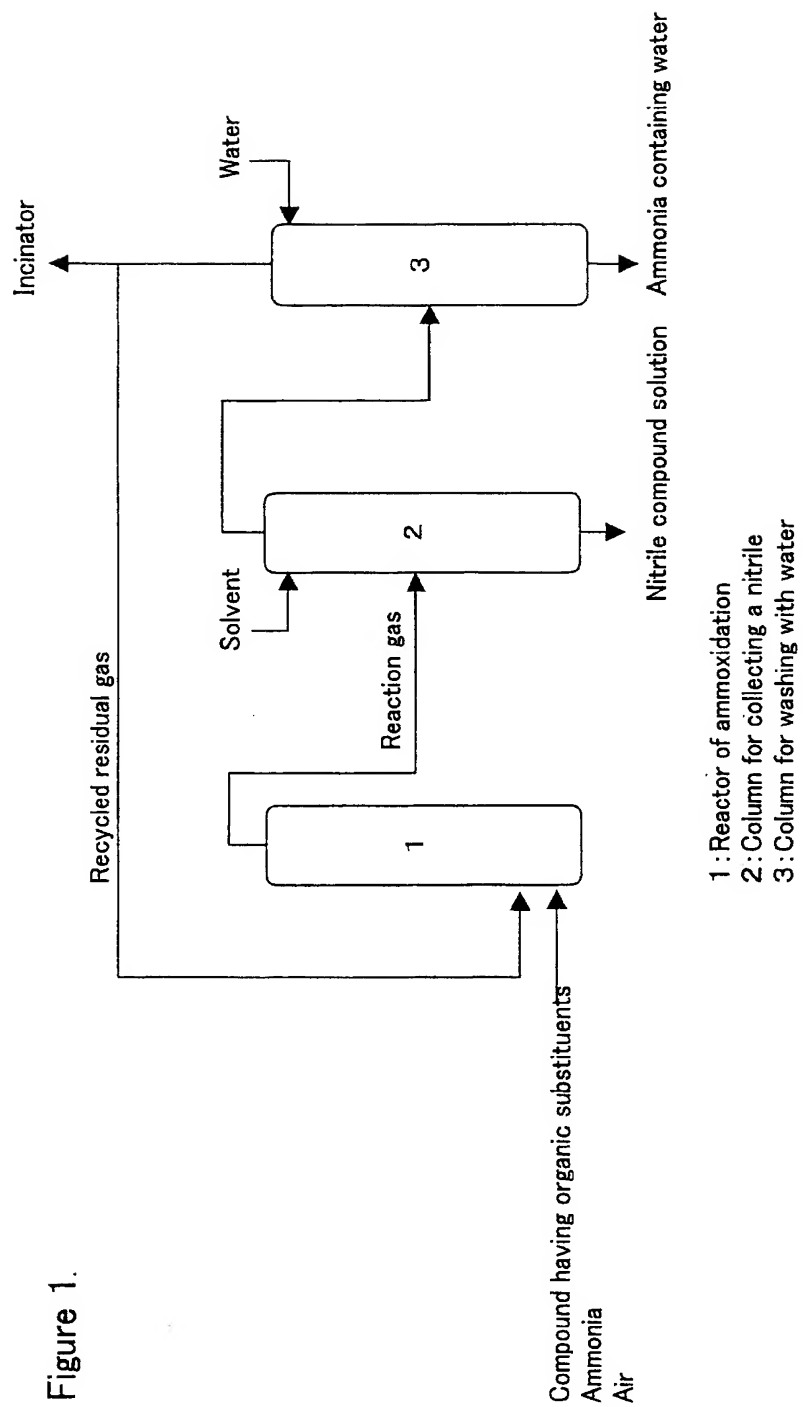 Figure 1.
Incinator
Recycled residual gas
Water
Solvent
Reaction gas
1
2
3
Compound having organic substituents
Ammonia
Air
Nitrile compound solution
Ammonia containing water
1:Reactor of ammoxidation
2:Column for collecting a nitrile
3:Column for washing with water